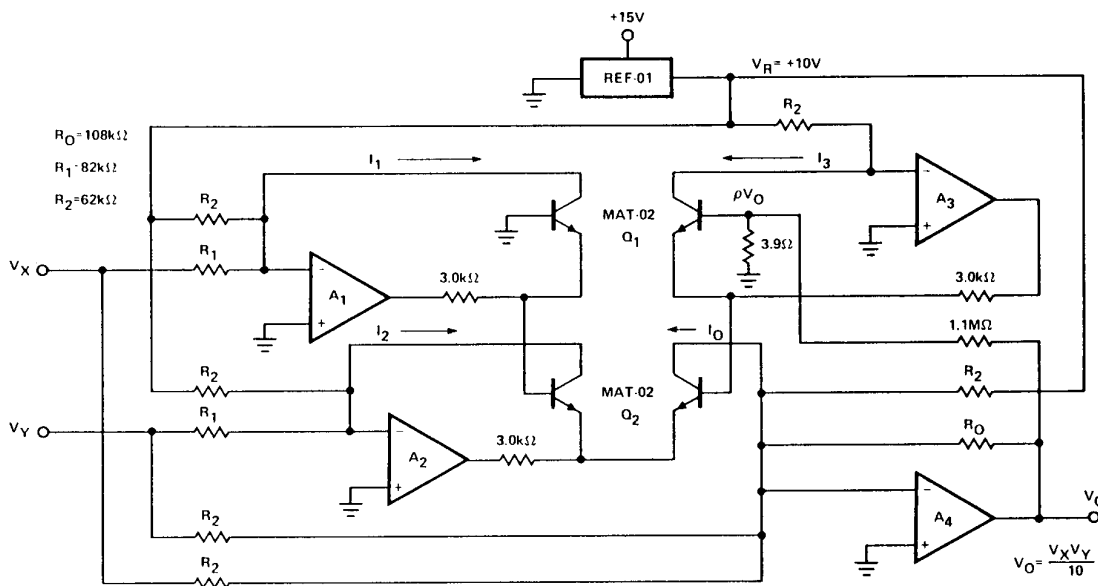 +15V
REF-01
V_R = +10V
R_2
R_O=108kΩ
R_1=82kΩ
R_2=62kΩ
I_1
I_3
R_2
MAT-02
Q_1
ρV_O
3.9Ω
A_3
V_X
R_1
A_1
3.0kΩ
3.0kΩ
I_2
I_O
1.1MΩ
R_2
R_2
V_Y
R_1
MAT-02
Q_2
R_O
A_2
3.0kΩ
A_4
V_O
R_2
R_2
V_O= V_XV_Y
10
- + - + - + - +